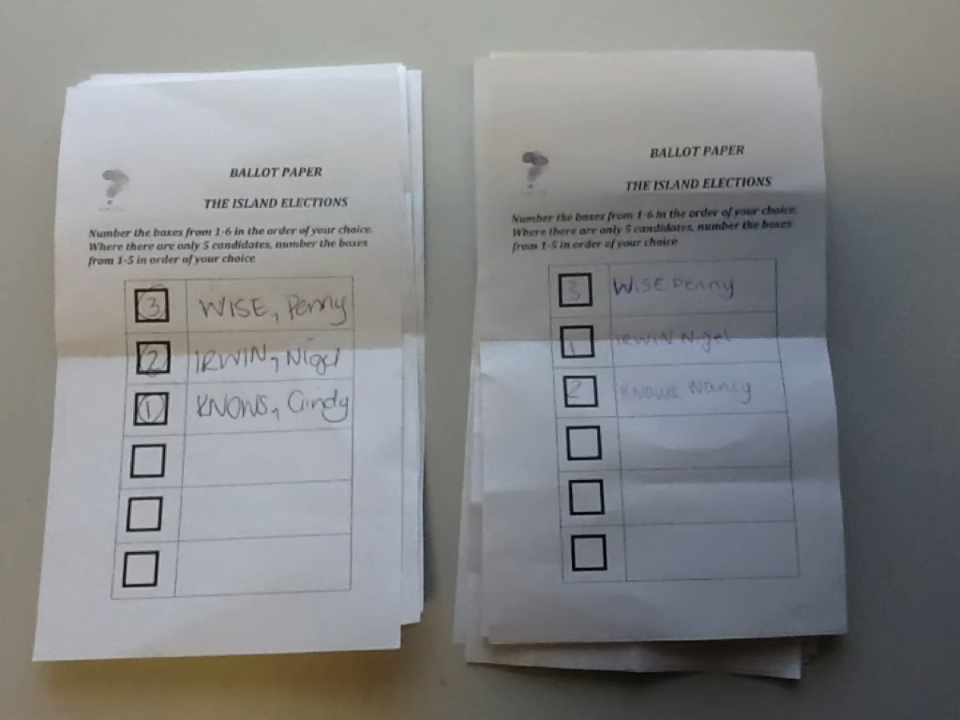 BALLOT PAPER
THE ISLAND ELECTIONS
Number the boxes from 1-6 in the order of your choice.
Where there are only 5 candidates, number the boxes
from 1-5 in order of your choice
3 WISE, Penny
2 IRWIN, Nigel
1 KNOWS, Cindy
BALLOT PAPER
THE ISLAND ELECTIONS
Number the boxes from 1-6 in the order of your choice.
Where there are only 5 candidates, number the boxes
from 1-5 in order of your choice
3 WISE, Penny
1 IRWIN Nigel
2 KNOWS, Nancy